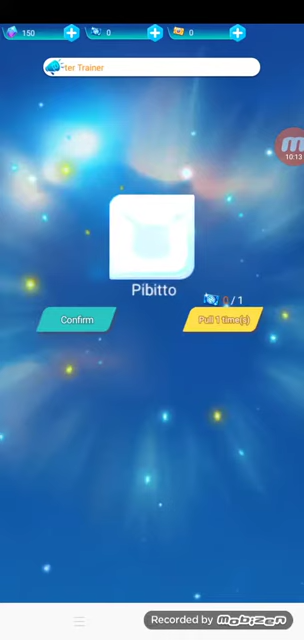 150
0
0
ter Trainer
10:13
Pibitto
0 / 1
Confirm
Pull 1 time(s)
Recorded by mobizen